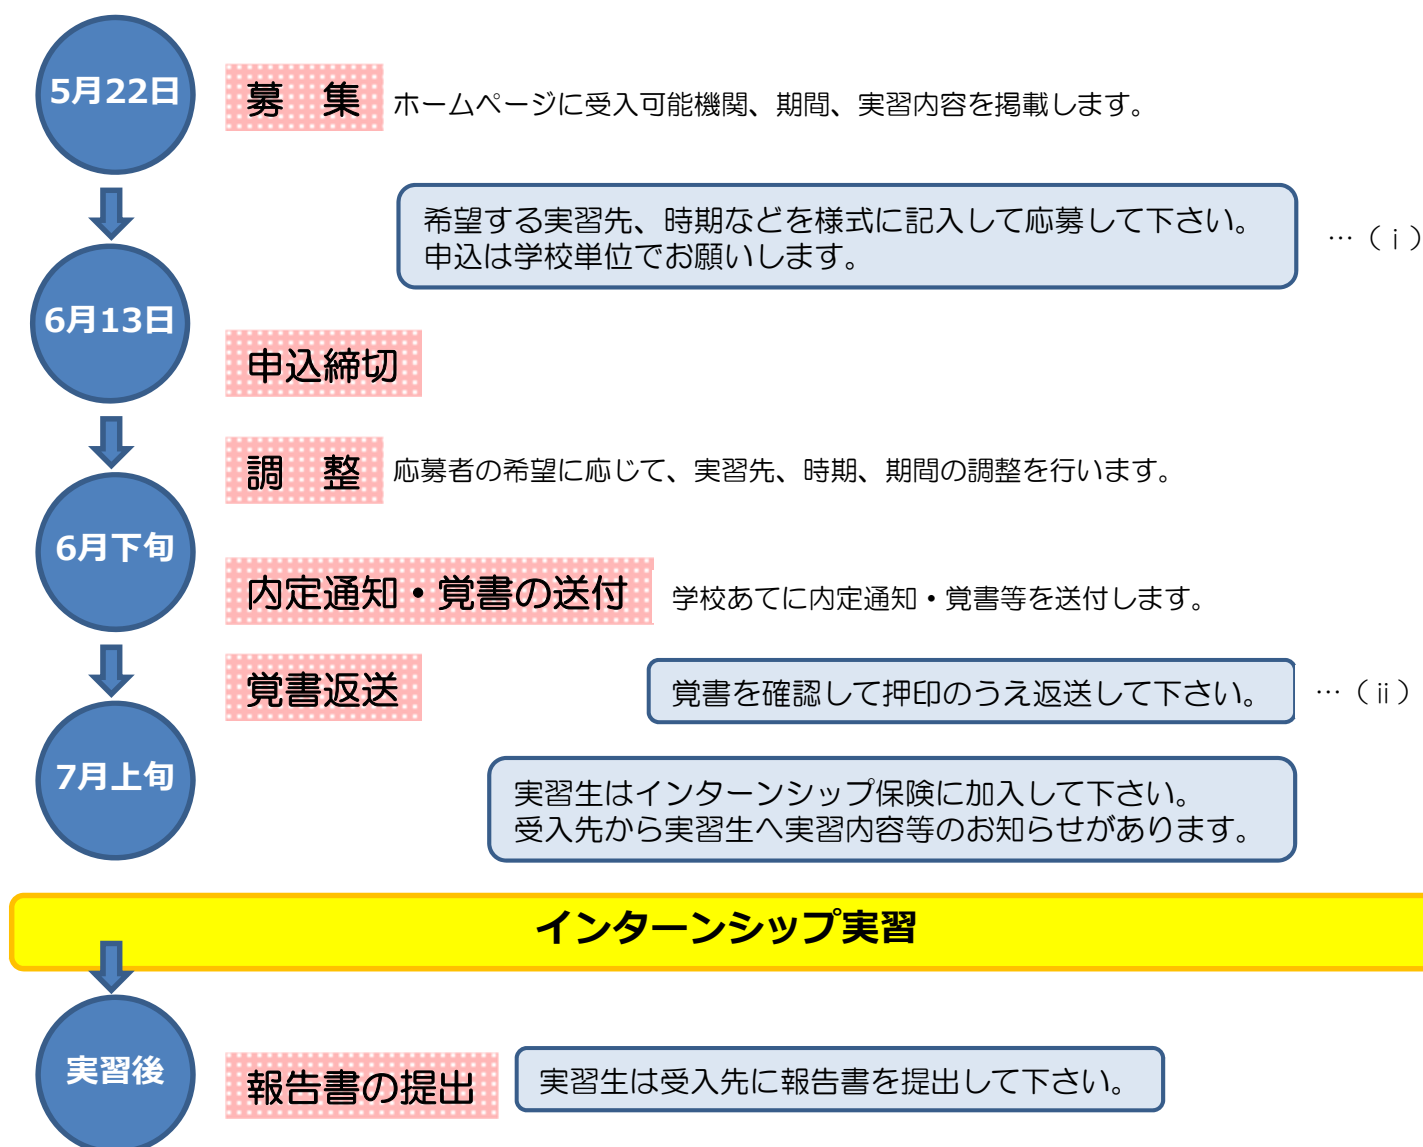 5月22日
募　集
ホームページに受入可能機関、期間、実習内容を掲載します。
希望する実習先、時期などを様式に記入して応募して下さい。
申込は学校単位でお願いします。
…（ⅰ）
6月13日
申込締切
調　整
応募者の希望に応じて、実習先、時期、期間の調整を行います。
6月下旬
内定通知・覚書の送付
学校あてに内定通知・覚書等を送付します。
覚書返送
覚書を確認して押印のうえ返送して下さい。
…（ⅱ）
7月上旬
実習生はインターンシップ保険に加入して下さい。
受入先から実習生へ実習内容等のお知らせがあります。
インターンシップ実習
実習後
報告書の提出
実習生は受入先に報告書を提出して下さい。